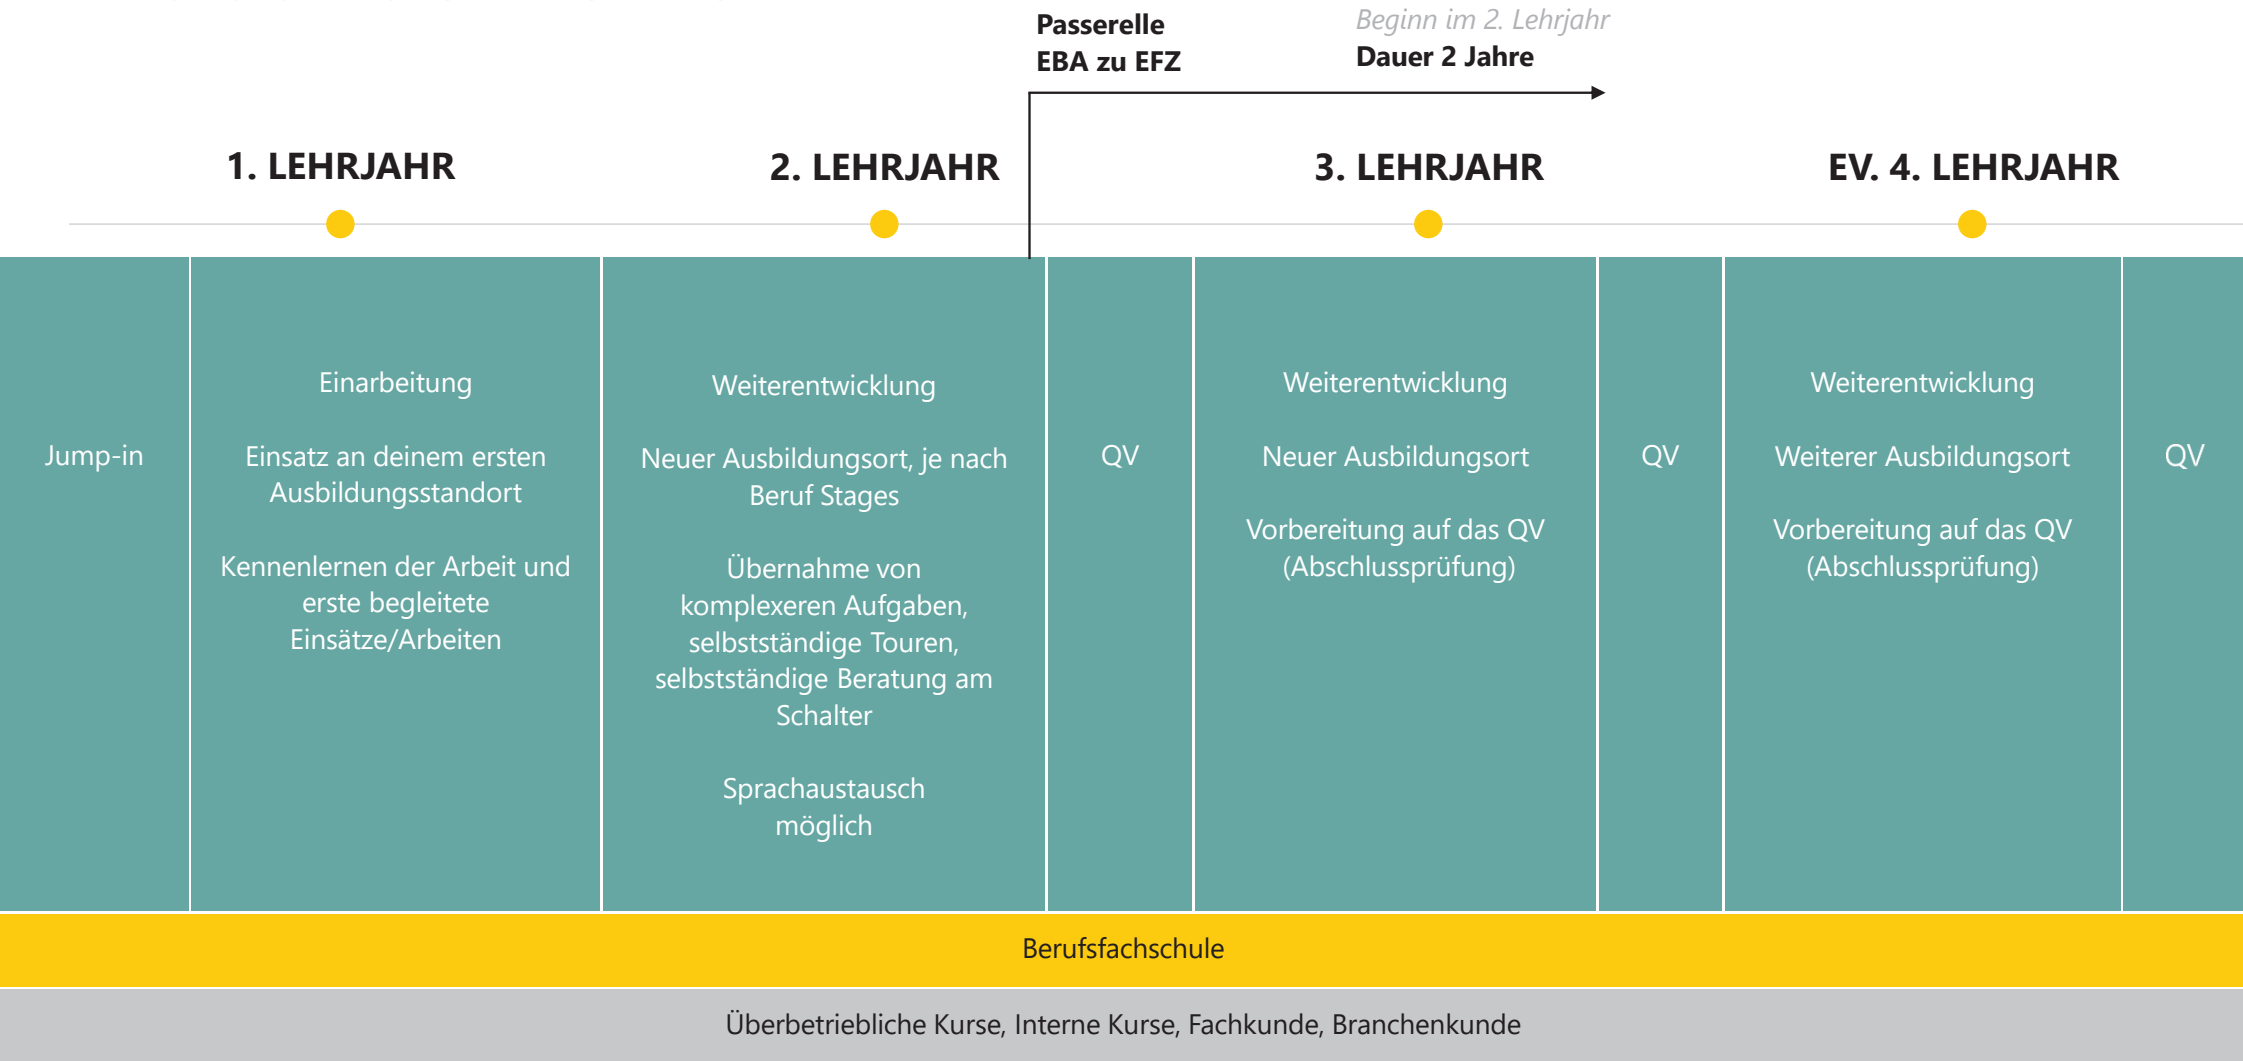 Passerelle
EBA zu EFZ
Beginn im 2. Lehrjahr
Dauer 2 Jahre
1. LEHRJAHR
2. LEHRJAHR
3. LEHRJAHR
EV. 4. LEHRJAHR
Jump-in
Einarbeitung
Einsatz an deinem ersten
Ausbildungsstandort
Kennenlernen der Arbeit und
erste begleitete
Einsätze/Arbeiten
Weiterentwicklung
Neuer Ausbildungsort, je nach
Beruf Stages
Übernahme von
komplexeren Aufgaben,
selbstständige Touren,
selbstständige Beratung am
Schalter
Sprachaustausch
möglich
QV
Weiterentwicklung
Neuer Ausbildungsort
Vorbereitung auf das QV
(Abschlussprüfung)
QV
Weiterentwicklung
Weiterer Ausbildungsort
Vorbereitung auf das QV
(Abschlussprüfung)
QV
Berufsfachschule
Überbetriebliche Kurse, Interne Kurse, Fachkunde, Branchenkunde